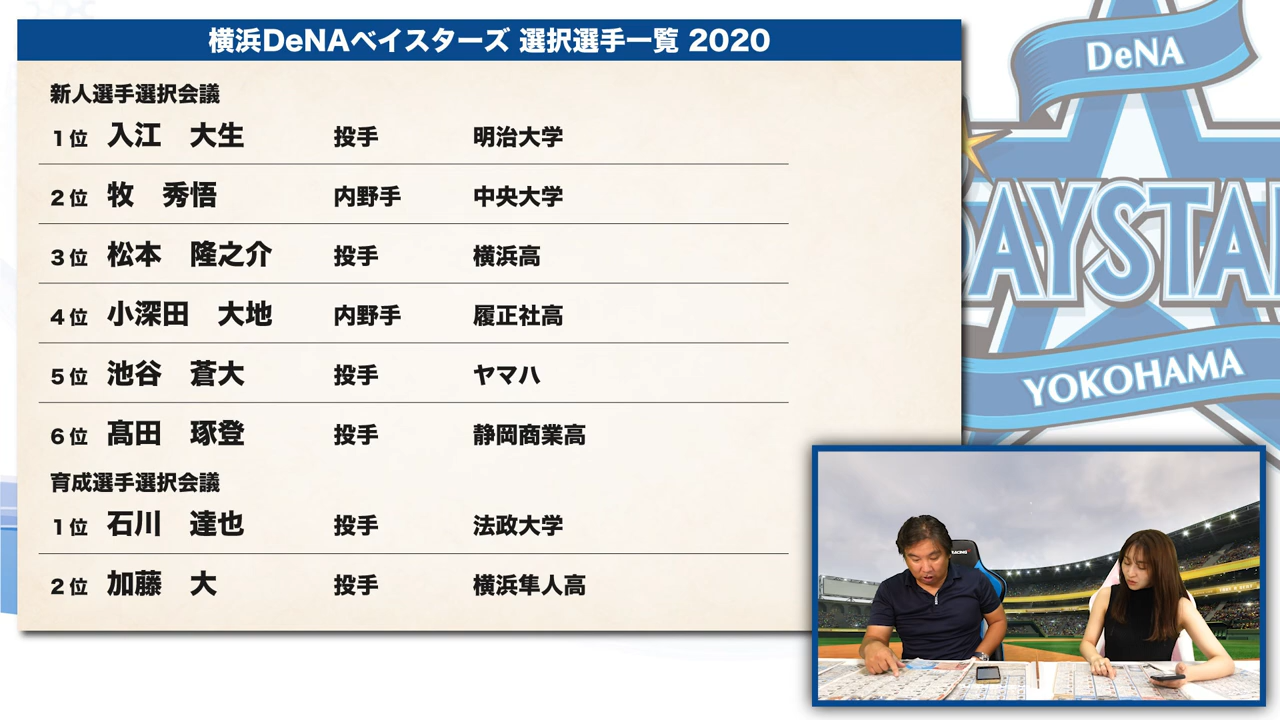 横浜DeNAベイスターズ 選択選手一覧 2020
新人選手選択会議
1位 入江 大生 投手 明治大学
2位 牧 秀悟 内野手 中央大学
3位 松本 隆之介 投手 横浜高
4位 小深田 大地 内野手 履正社高
5位 池谷 蒼大 投手 ヤマハ
6位 髙田 琢登 投手 静岡商業高
育成選手選択会議
1位 石川 達也 投手 法政大学
2位 加藤 大 投手 横浜隼人高
DeNA
BAYSTA
YOKOHAMA
RACING